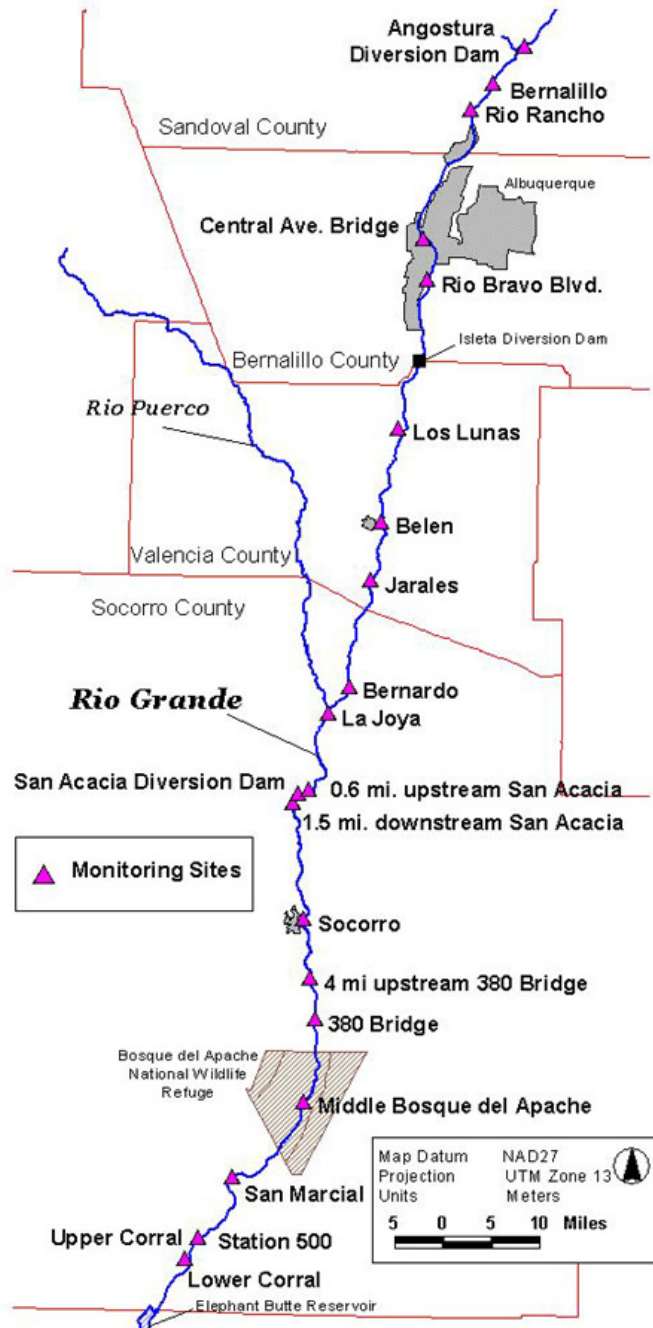 Angostura
Diversion Dam
Bernalillo
Rio Rancho
Sandoval County
Albuquerque
Central Ave. Bridge
Rio Bravo Blvd.
Isleta Diversion Dam
Bernalillo County
Rio Puerco
Los Lunas
Belen
Valencia County
Jarales
Socorro County
Bernardo
Rio Grande
La Joya
San Acacia Diversion Dam
0.6 mi. upstream San Acacia
1.5 mi. downstream San Acacia
Monitoring Sites
Socorro
4 mi upstream 380 Bridge
380 Bridge
Bosque del Apache
National Wildlife
Refuge
Middle Bosque del Apache
Map Datum NAD27
Projection UTM Zone 13
Units Meters
5 0 5 10 Miles
San Marcial
Upper Corral
Station 500
Lower Corral
Elephant Butte Reservoir